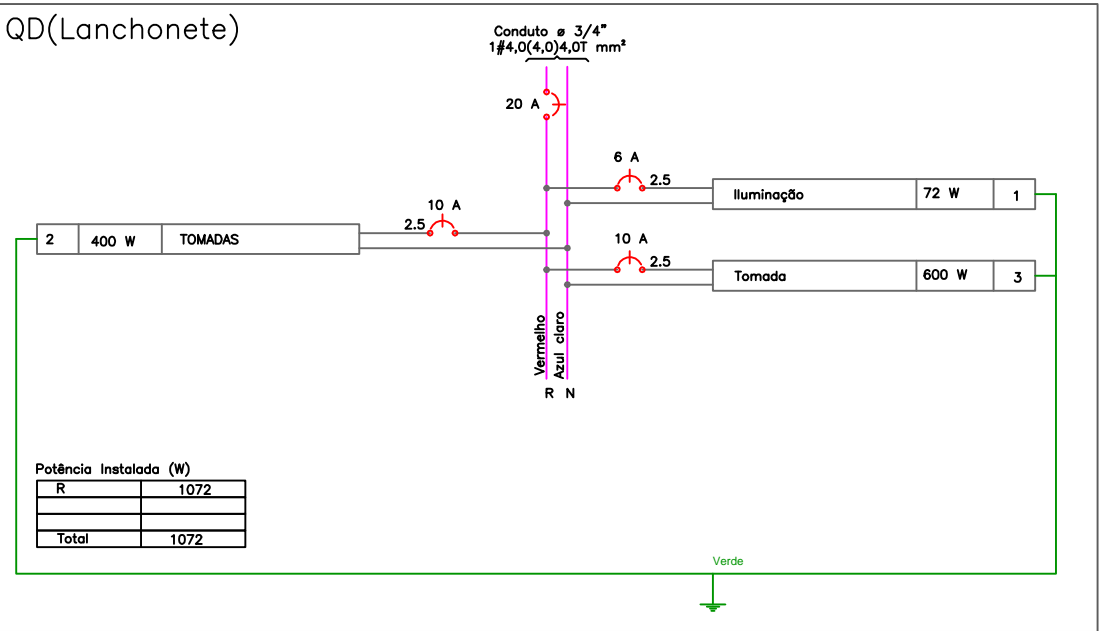 QD(Lanchonete)
Conduto ø 3/4"
1#4,0(4,0)4,0T mm²
20 A
6 A
2.5
Iluminação 72 W 1
10 A
2.5
2 400 W TOMADAS
10 A
2.5
Tomada 600 W 3
Vermelho
Azul claro
R N
Potência Instalada (W)
R 1072
Total 1072
Verde